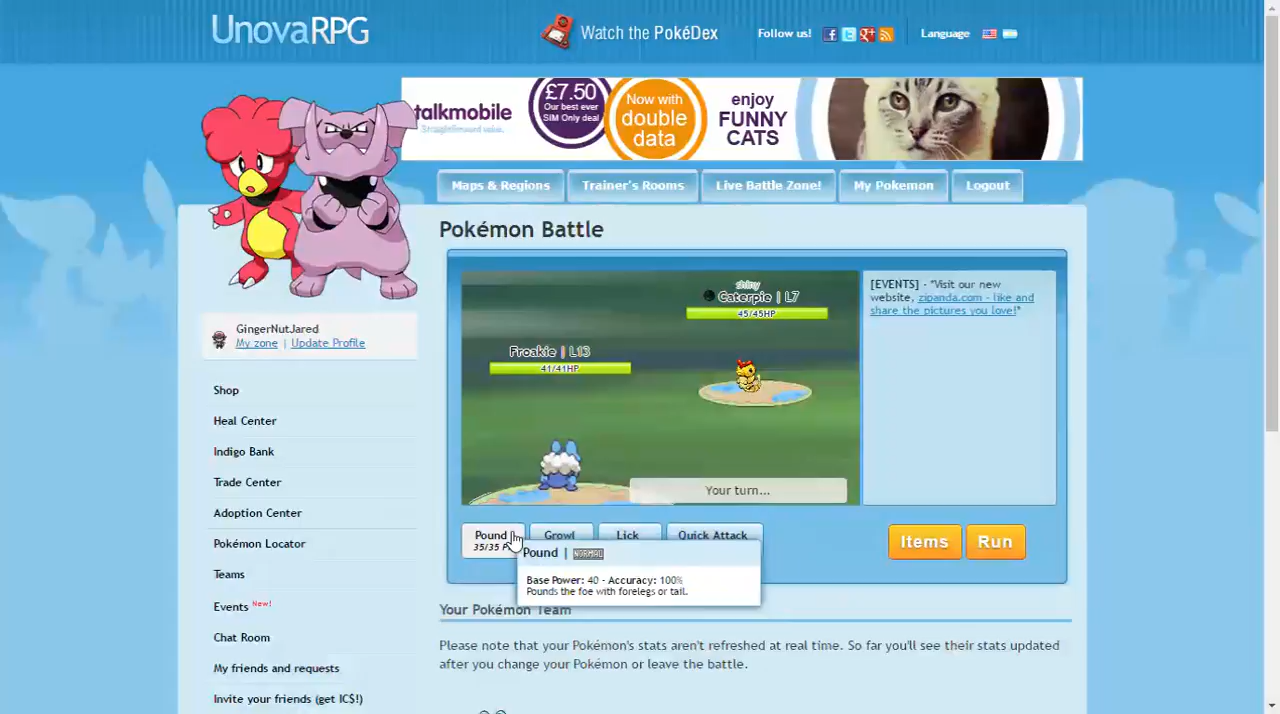 UnovaRPG
Watch the PokéDex
Follow us!
Language
talkmobile
Straightforward value.
£7.50
Our best ever
SIM Only deal
Now with
double
data
enjoy
FUNNY
CATS
Maps & Regions
Trainer's Rooms
Live Battle Zone!
My Pokemon
Logout
Pokémon Battle
GingerNutJared
My zone | Update Profile
Shop
Heal Center
Indigo Bank
Trade Center
Adoption Center
Pokémon Locator
Teams
Events New!
Chat Room
My friends and requests
Invite your friends (get IC$!)
shiny
Caterpie | L7
45/45HP
Froakie | L13
41/41HP
Your turn...
[EVENTS] - "Visit our new
website, zipanda.com - like and
share the pictures you love!"
Pound
35/35
Growl
Lick
Quick Attack
Items
Run
Pound | NORMAL
Base Power: 40 - Accuracy: 100%
Pounds the foe with forelegs or tail.
Your Pokémon Team
Please note that your Pokémon's stats aren't refreshed at real time. So far you'll see their stats updated
after you change your Pokémon or leave the battle.